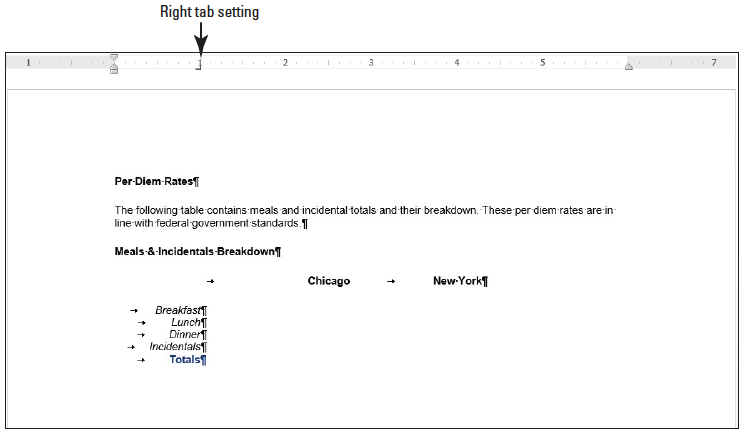 Right tab setting
1 1 2 3 4 5 7
Per·Diem·Rates¶
The·following·table·contains·meals·and·incidental·totals·and·their·breakdown.·These·per·diem·rates·are·in·
line·with·federal·government·standards.·¶
Meals·&·Incidentals·Breakdown¶
→ Chicago → New·York¶
→ Breakfast¶
→ Lunch¶
→ Dinner¶
→ Incidentals¶
→ Totals¶